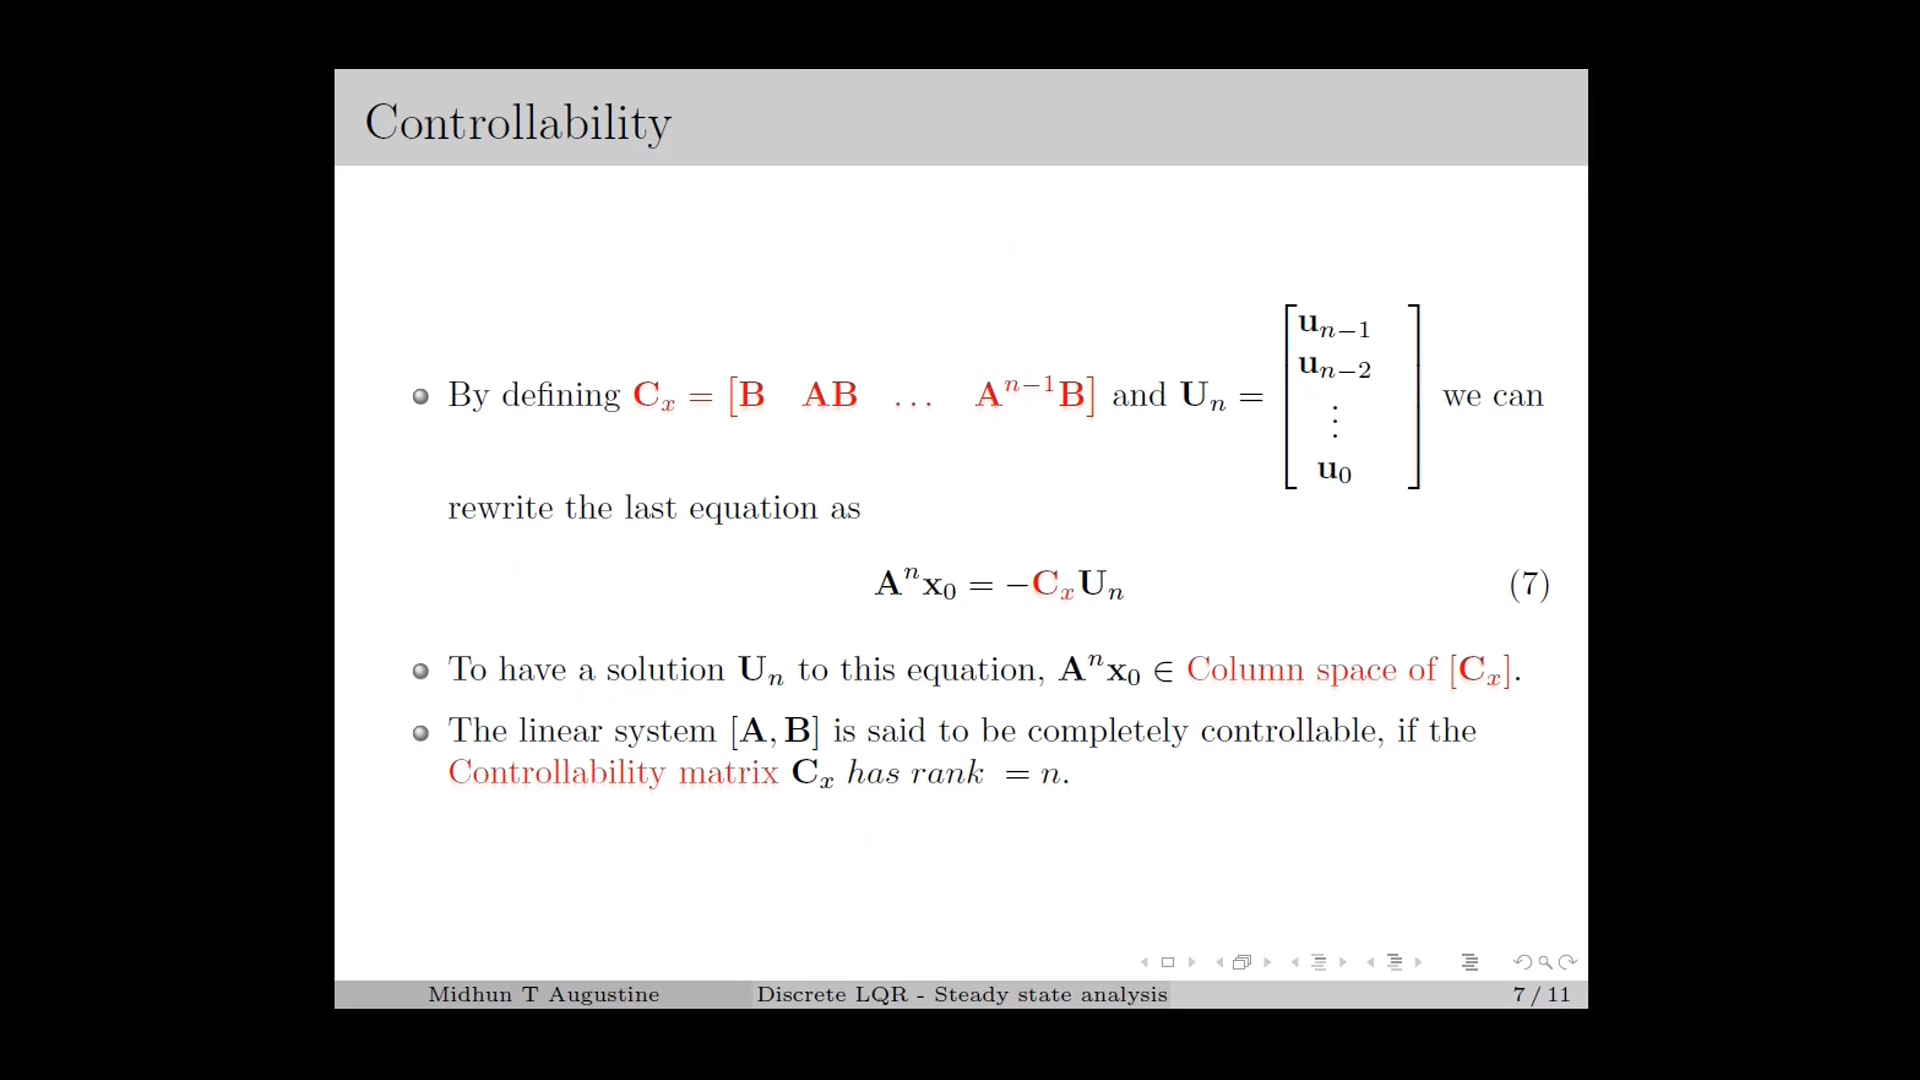 Controllability
By defining C_x = [B AB ... A^{n−1}B] and U_n = [u_{n−1} u_{n−2} ⋮ u_0] we can
rewrite the last equation as
A^n x_0 = −C_x U_n (7)
To have a solution U_n to this equation, A^n x_0 ∈ Column space of [C_x].
The linear system [A, B] is said to be completely controllable, if the
Controllability matrix C_x has rank = n.
Midhun T Augustine Discrete LQR - Steady state analysis 7 / 11